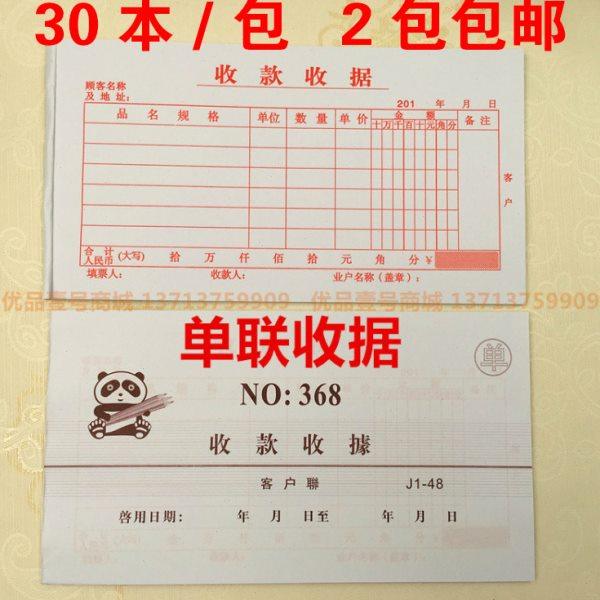 30本/包 2包包邮
收款收据
顾客名称
及地址：
201 年 月 日
品名规格 单位 数量 单价 金额 备注
十万千百十元角分
客户
合计
人民币 (大写) 拾 万 仟 佰 拾 元 角 分 ¥
填票人： 收款人： 业户名称（盖章）：
优品壹号商城 13713759909 优品壹号商城 13713759909
单联收据
单
NO: 368
收款收據
客户聯 J1-48
啓用日期： 年 月 日至 年 月 日